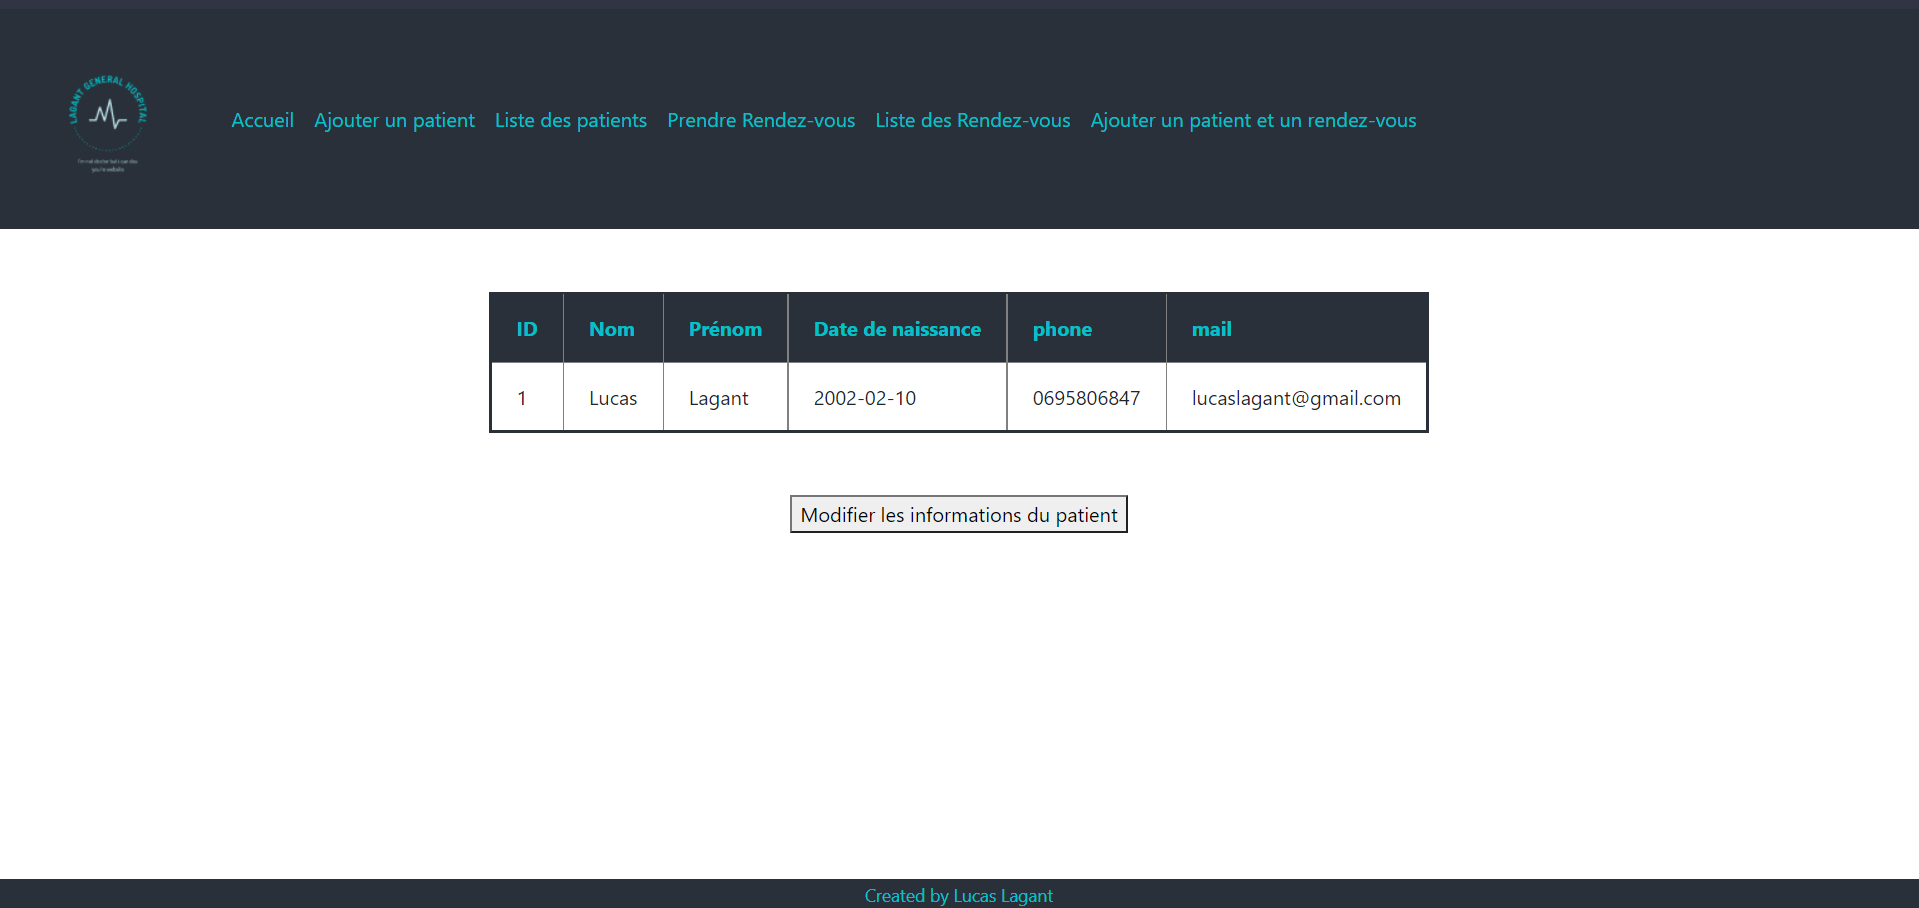 LAGANT GENERAL HOSPITAL
Accueil Ajouter un patient Liste des patients Prendre Rendez-vous Liste des Rendez-vous Ajouter un patient et un rendez-vous
ID Nom Prénom Date de naissance phone mail
1 Lucas Lagant 2002-02-10 0695806847 lucaslagant@gmail.com
Modifier les informations du patient
Created by Lucas Lagant